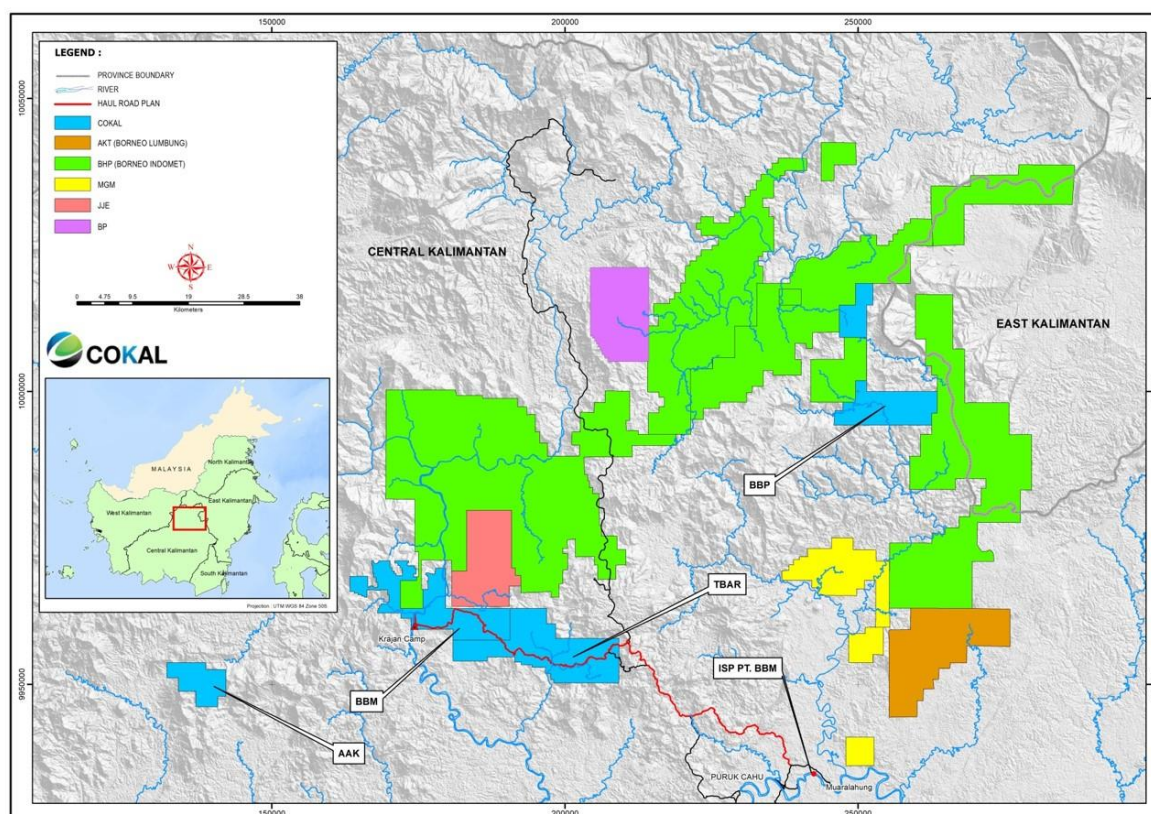 150000
200000
250000
LEGEND :
PROVINCE BOUNDARY
RIVER
HAUL ROAD PLAN
COKAL
AKT (BORNEO LUMBUNG)
BHP (BORNEO INDOMET)
MGM
JJE
BP
N
W
E
S
0 4.75 9.5 19 28.5 38
Kilometers
COKAL
MALAYSIA
North Kalimantan
East Kalimantan
West Kalimantan
Central Kalimantan
South Kalimantan
Projection : UTM WGS 84 Zone 50S
10050000
10050000
CENTRAL KALIMANTAN
EAST KALIMANTAN
10000000
10000000
BBP
TBAR
Krajan Camp
ISP PT. BBM
9950000
9950000
BBM
AAK
PURUK CAHU
Muaralahung
150000
200000
250000